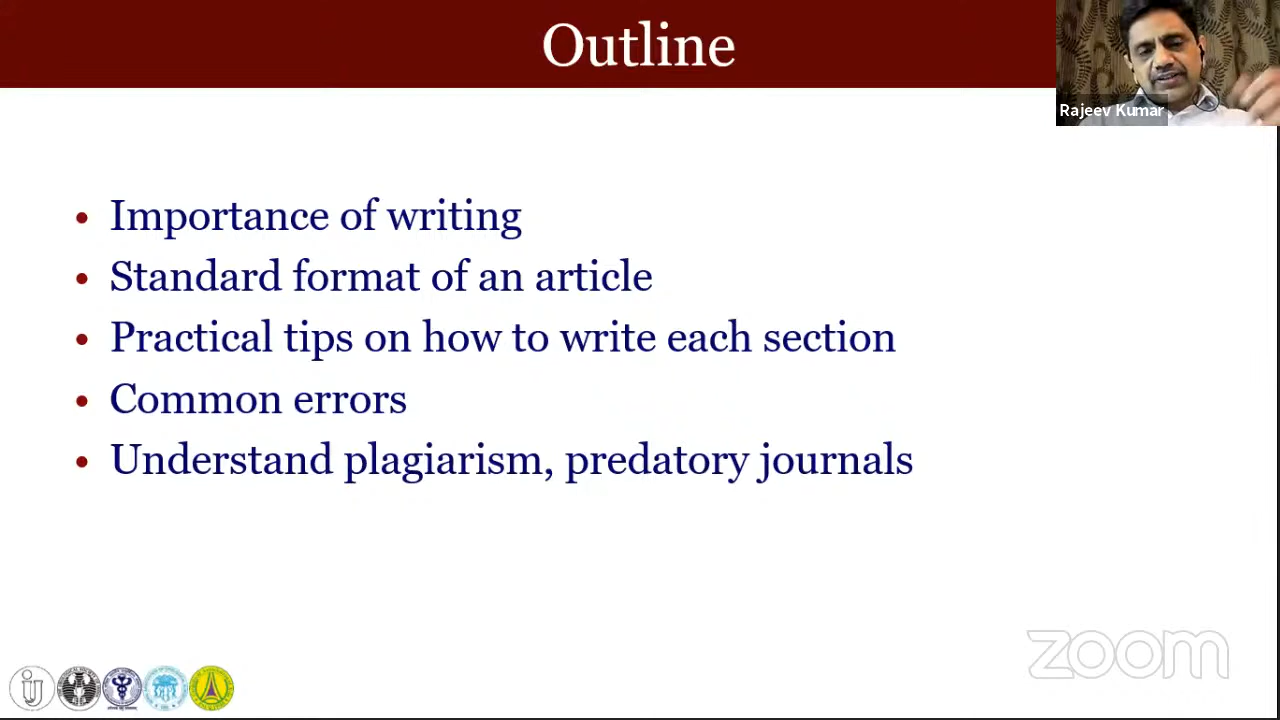 Outline
Rajeev Kumar
• Importance of writing
• Standard format of an article
• Practical tips on how to write each section
• Common errors
• Understand plagiarism, predatory journals
zoom